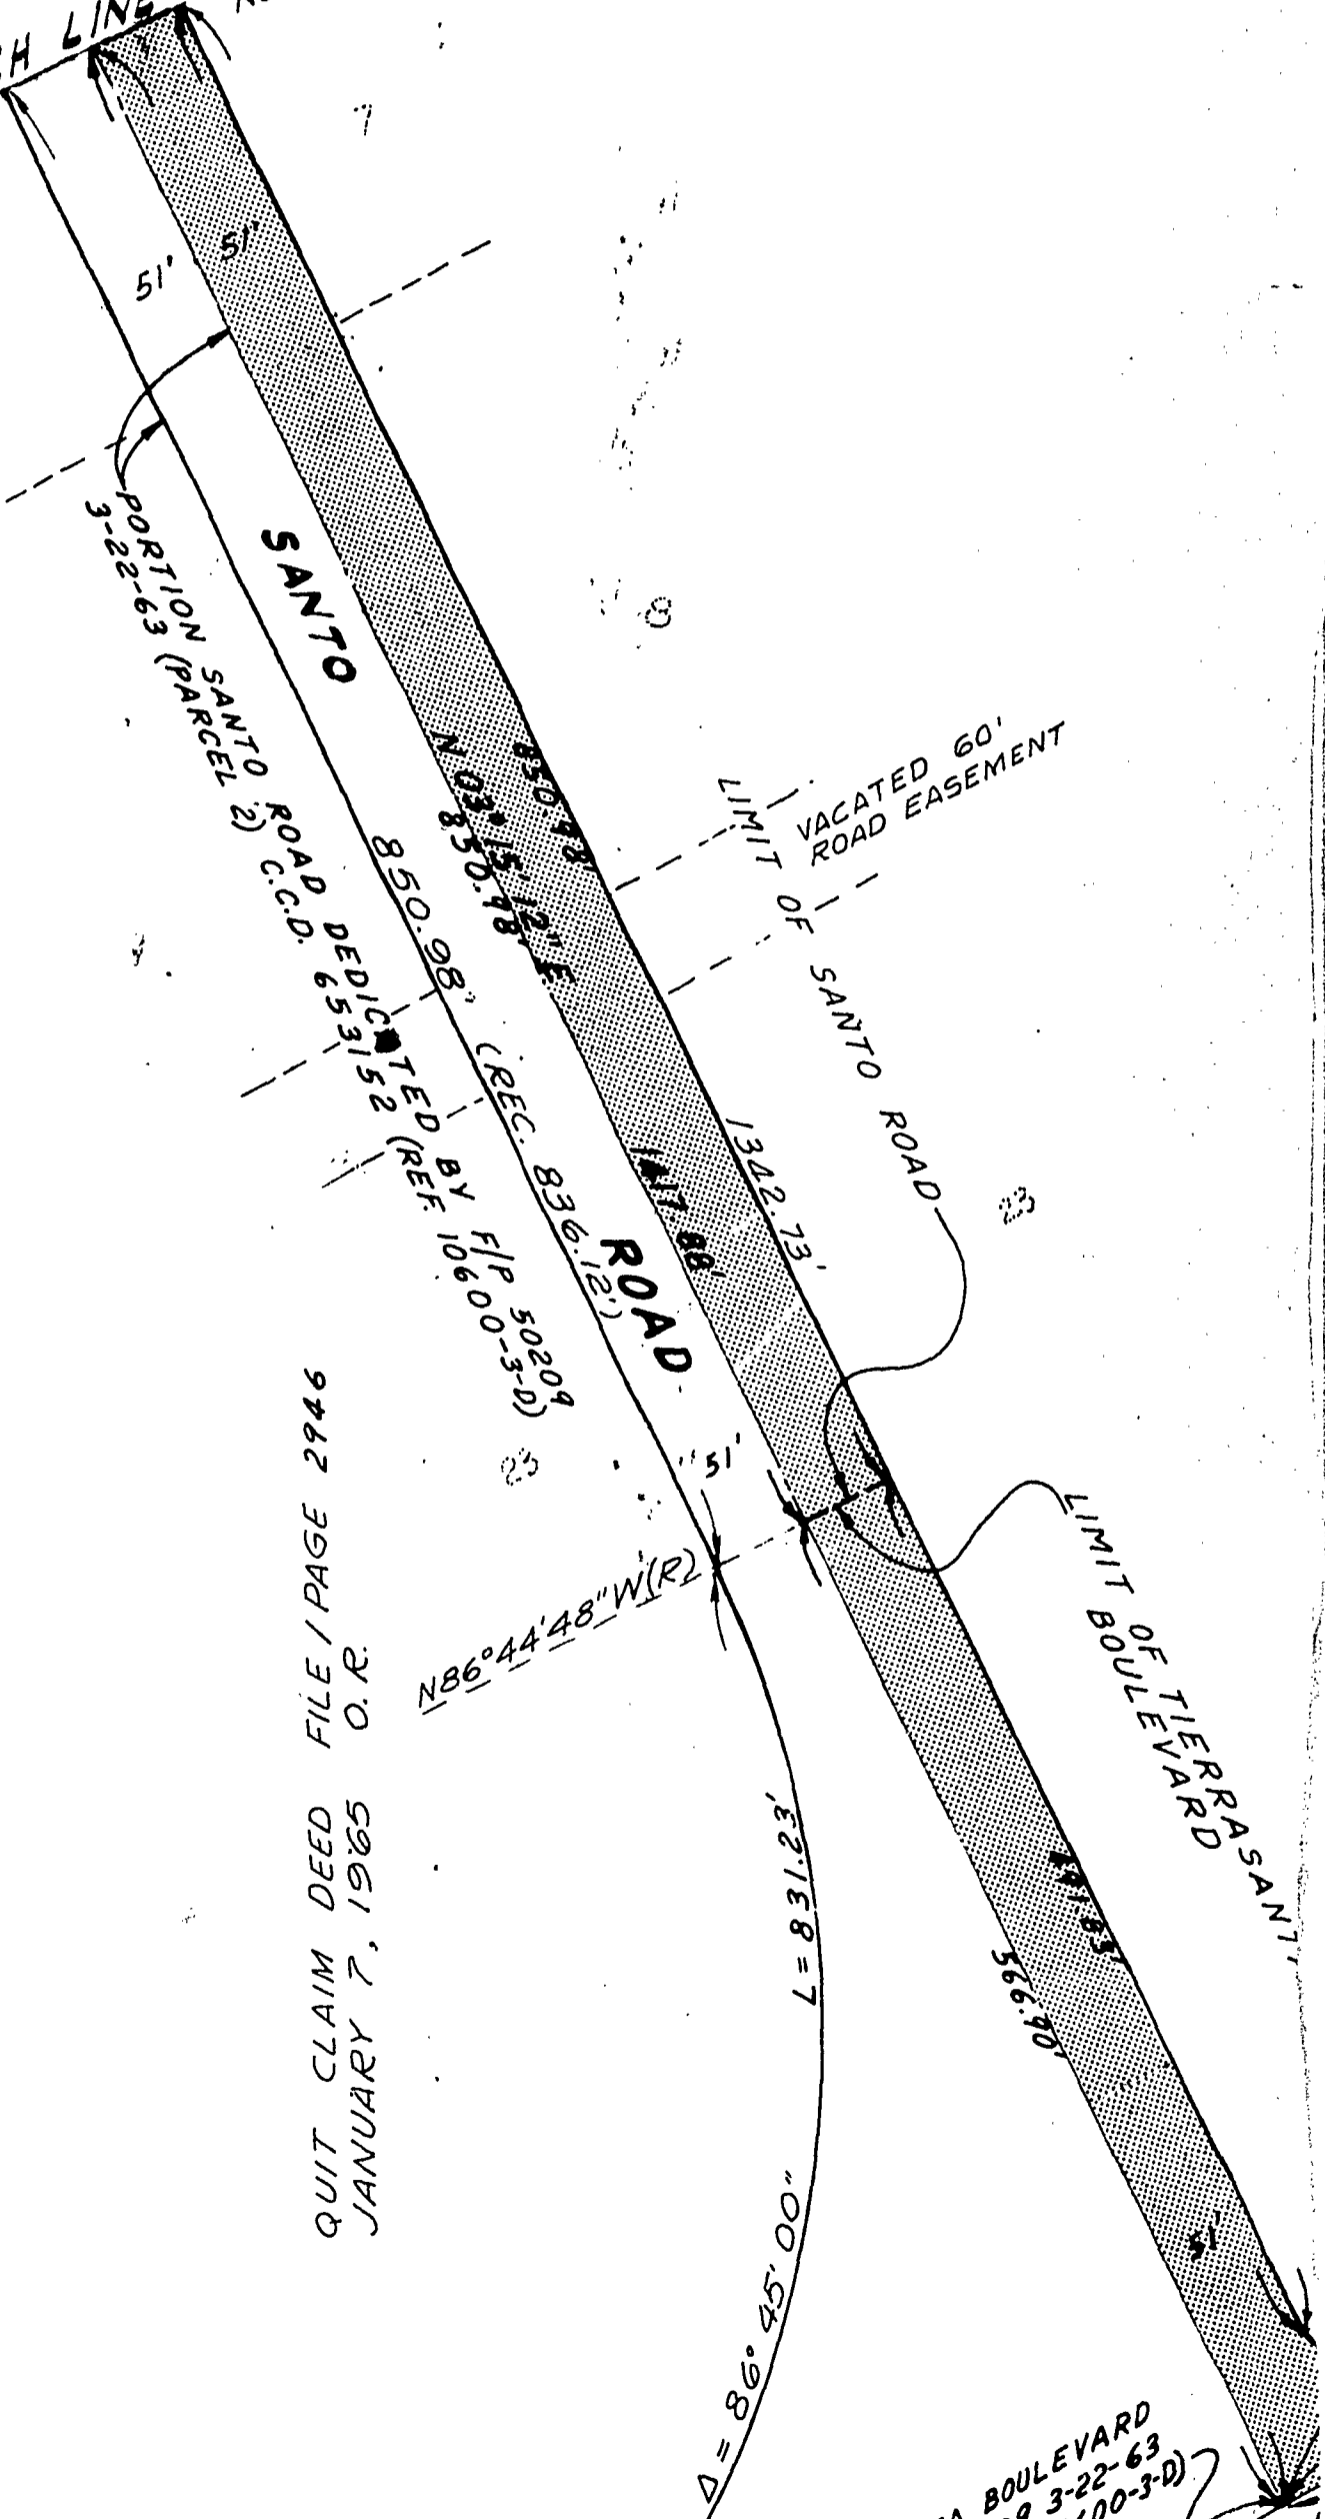 LINE
7
51'
51'
SANTO
PORTION SANTO ROAD DEDICATED BY F/P 50209
3-22-63 (PARCEL 2) C.C.D. 653152 (REF. 10600-3-D)
8
850.98'
N 03° 15' 12" E
850.98'
850.98' (REC. 836.12')
VACATED 60'
ROAD EASEMENT
LIMIT OF SANTO ROAD
1342.73'
ROAD
51'
N86°44'48"W(R)
LIMIT OF
BOULEVARD
566.90'
L = 831.23'
51'
Δ = 86° 45' 00"
QUIT CLAIM DEED FILE / PAGE 2946
JANUARY 7, 1965 O.R.
BOULEVARD
3-22-63